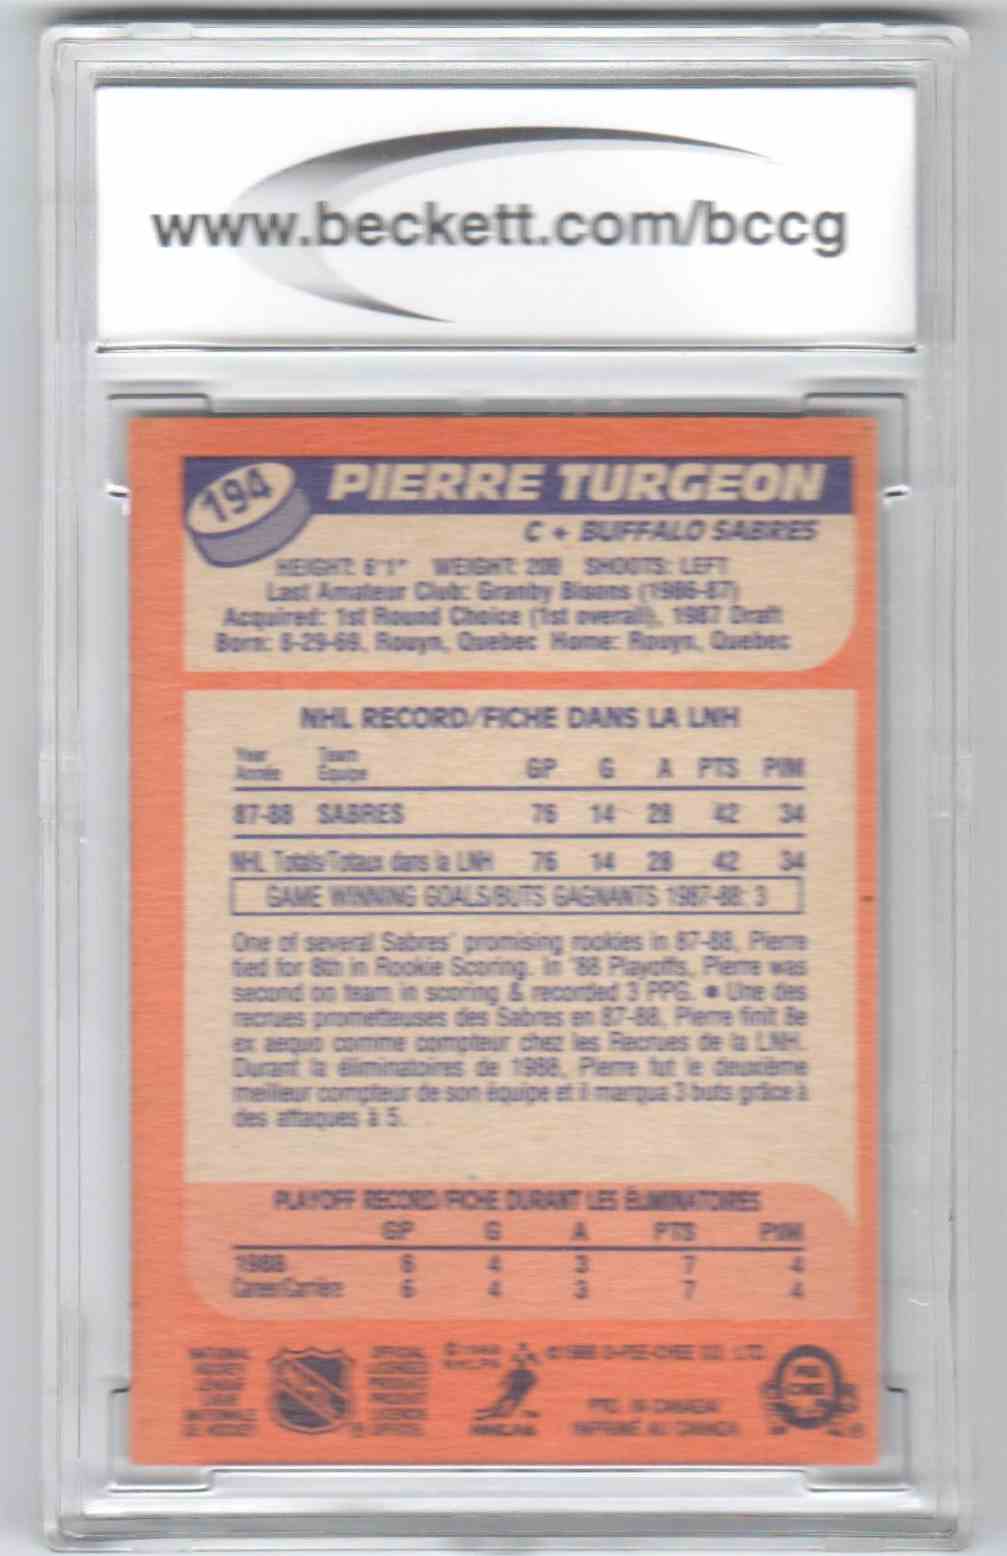 www.beckett.com/bccg
194
PIERRE TURGEON
C + BUFFALO SABRES
HEIGHT: 6'1" WEIGHT: 200 SHOOTS: LEFT
Last Amateur Club: Granby Bisons (1986-87)
Acquired: 1st Round Choice (1st overall), 1987 Draft
Born: 8-29-69, Rouyn, Quebec Home: Rouyn, Quebec
NHL RECORD/FICHE DANS LA LNH
Year Team
Année Équipe GP G A PTS PIM
87-88 SABRES 76 14 28 42 34
NHL Totals/Totaux dans la LNH 76 14 28 42 34
GAME WINNING GOALS/BUTS GAGNANTS 1987-88: 3
One of several Sabres' promising rookies in 87-88, Pierre
tied for 8th in Rookie Scoring. In '88 Playoffs, Pierre was
second on team in scoring & recorded 3 PPG. • Une des
recrues prometteuses des Sabres en 87-88, Pierre finit 8e
ex aequo comme compteur chez les Recrues de la LNH.
Durant la éliminatoires de 1988, Pierre fut le deuxième
meilleur compteur de son équipe et il marqua 3 buts grâce à
des attaques à 5.
PLAYOFF RECORD/FICHE DURANT LES ÉLIMINATOIRES
GP G A PTS PIM
1988 6 4 3 7 4
Career/Carrière 6 4 3 7 4
© 1988 O-PEE-CHEE CO. LTD.
PTD. IN CANADA
IMPRIMÉ AU CANADA